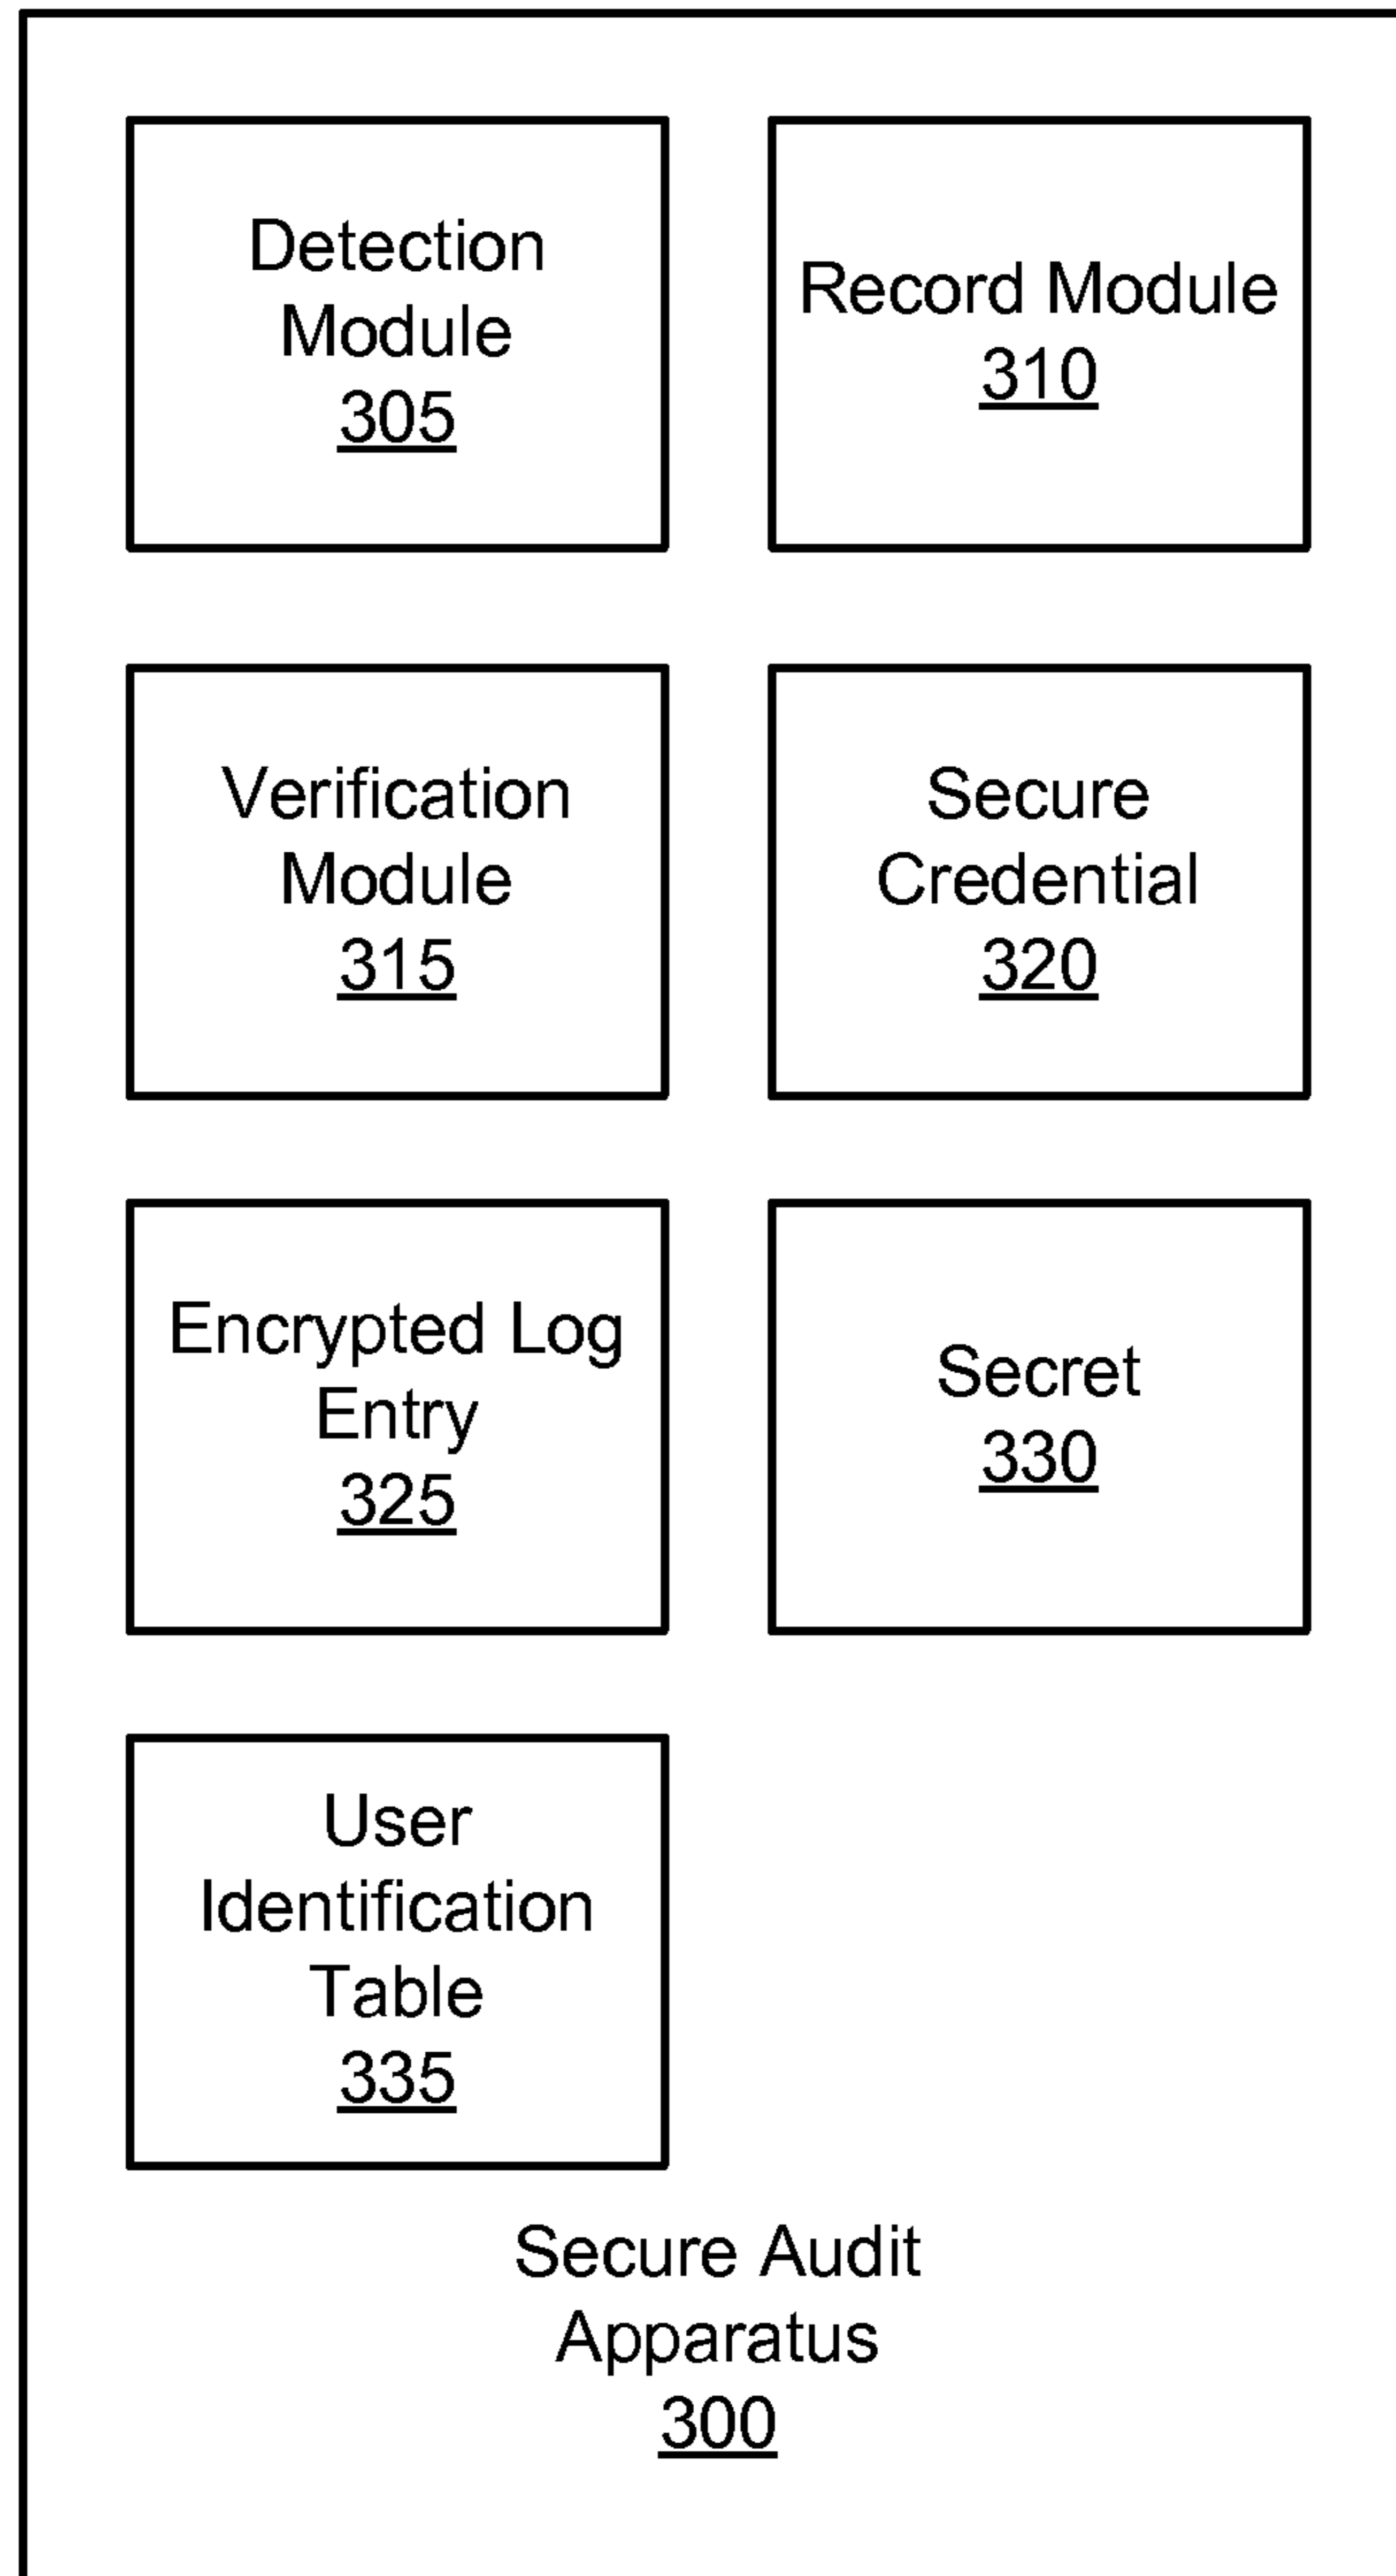 Detection
Module
305
Record Module
310
Verification
Module
315
Secure
Credential
320
Encrypted Log
Entry
325
Secret
330
User
Identification
Table
335
Secure Audit
Apparatus
300